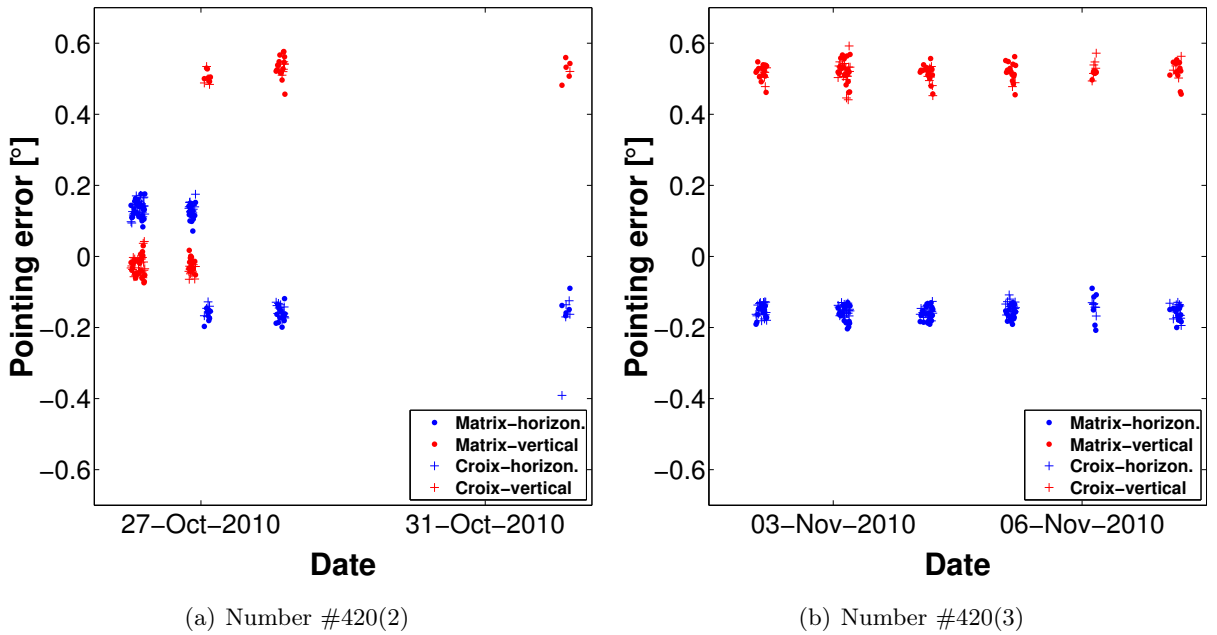 0.6
0.4
0.2
0
−0.2
−0.4
−0.6
Pointing error [°]
27−Oct−2010
31−Oct−2010
Date
Matrix−horizon.
Matrix−vertical
Croix−horizon.
Croix−vertical
(a) Number #420(2)
0.6
0.4
0.2
0
−0.2
−0.4
−0.6
Pointing error [°]
03−Nov−2010
06−Nov−2010
Date
Matrix−horizon.
Matrix−vertical
Croix−horizon.
Croix−vertical
(b) Number #420(3)